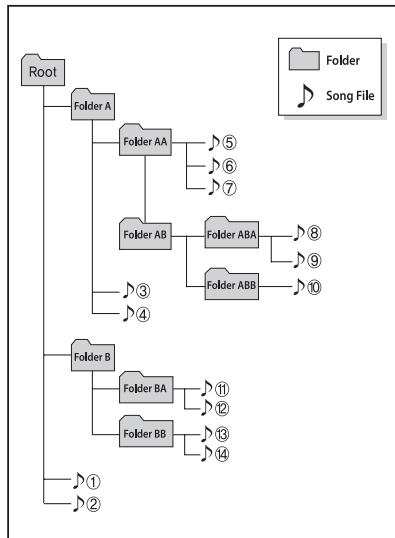 Root
Folder
Song File
Folder A
Folder AA
⑤
⑥
⑦
Folder AB
Folder ABA
⑧
⑨
Folder ABB
⑩
③
④
Folder B
Folder BA
⑪
⑫
Folder BB
⑬
⑭
①
②